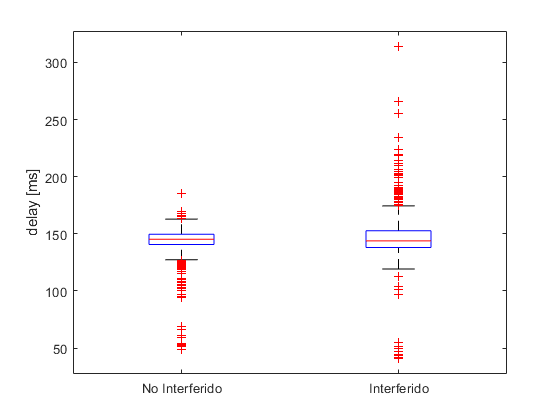 delay [ms]
300
250
200
150
100
50
No Interferido
Interferido